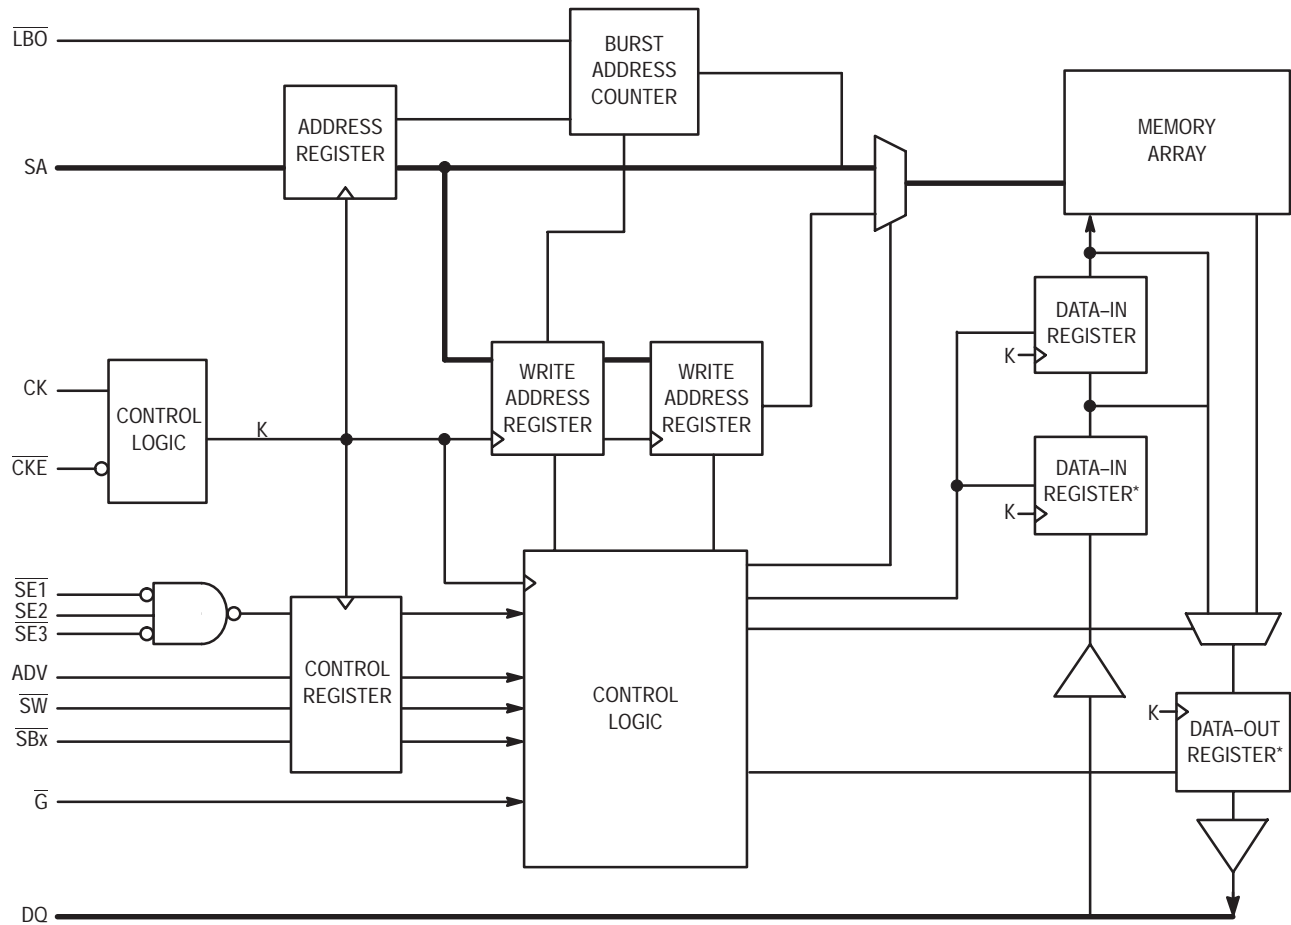 LBO
BURST
ADDRESS
COUNTER
ADDRESS
REGISTER
MEMORY
ARRAY
SA
DATA–IN
REGISTER
K
WRITE
ADDRESS
REGISTER
WRITE
ADDRESS
REGISTER
CK
CONTROL
LOGIC
K
CKE
DATA–IN
REGISTER*
K
SE1
SE2
SE3
ADV
SW
SBx
G
CONTROL
REGISTER
CONTROL
LOGIC
K
DATA–OUT
REGISTER*
DQ